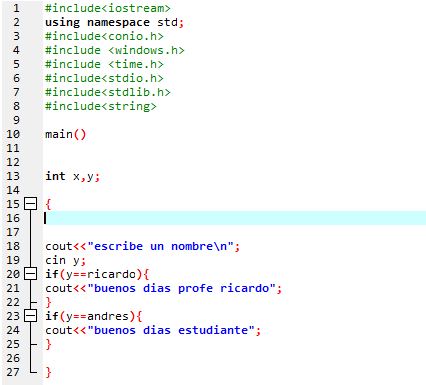 1 #include<iostream>
2 using namespace std;
3 #include<conio.h>
4 #include <windows.h>
5 #include <time.h>
6 #include<stdio.h>
7 #include<stdlib.h>
8 #include<string>
9
10 main()
11
12
13 int x,y;
14
15 {
16
17
18 cout<<"escribe un nombre\n";
19 cin y;
20 if(y==ricardo){
21 cout<<"buenos dias profe ricardo";
22 }
23 if(y==andres){
24 cout<<"buenos dias estudiante";
25 }
26
27 }